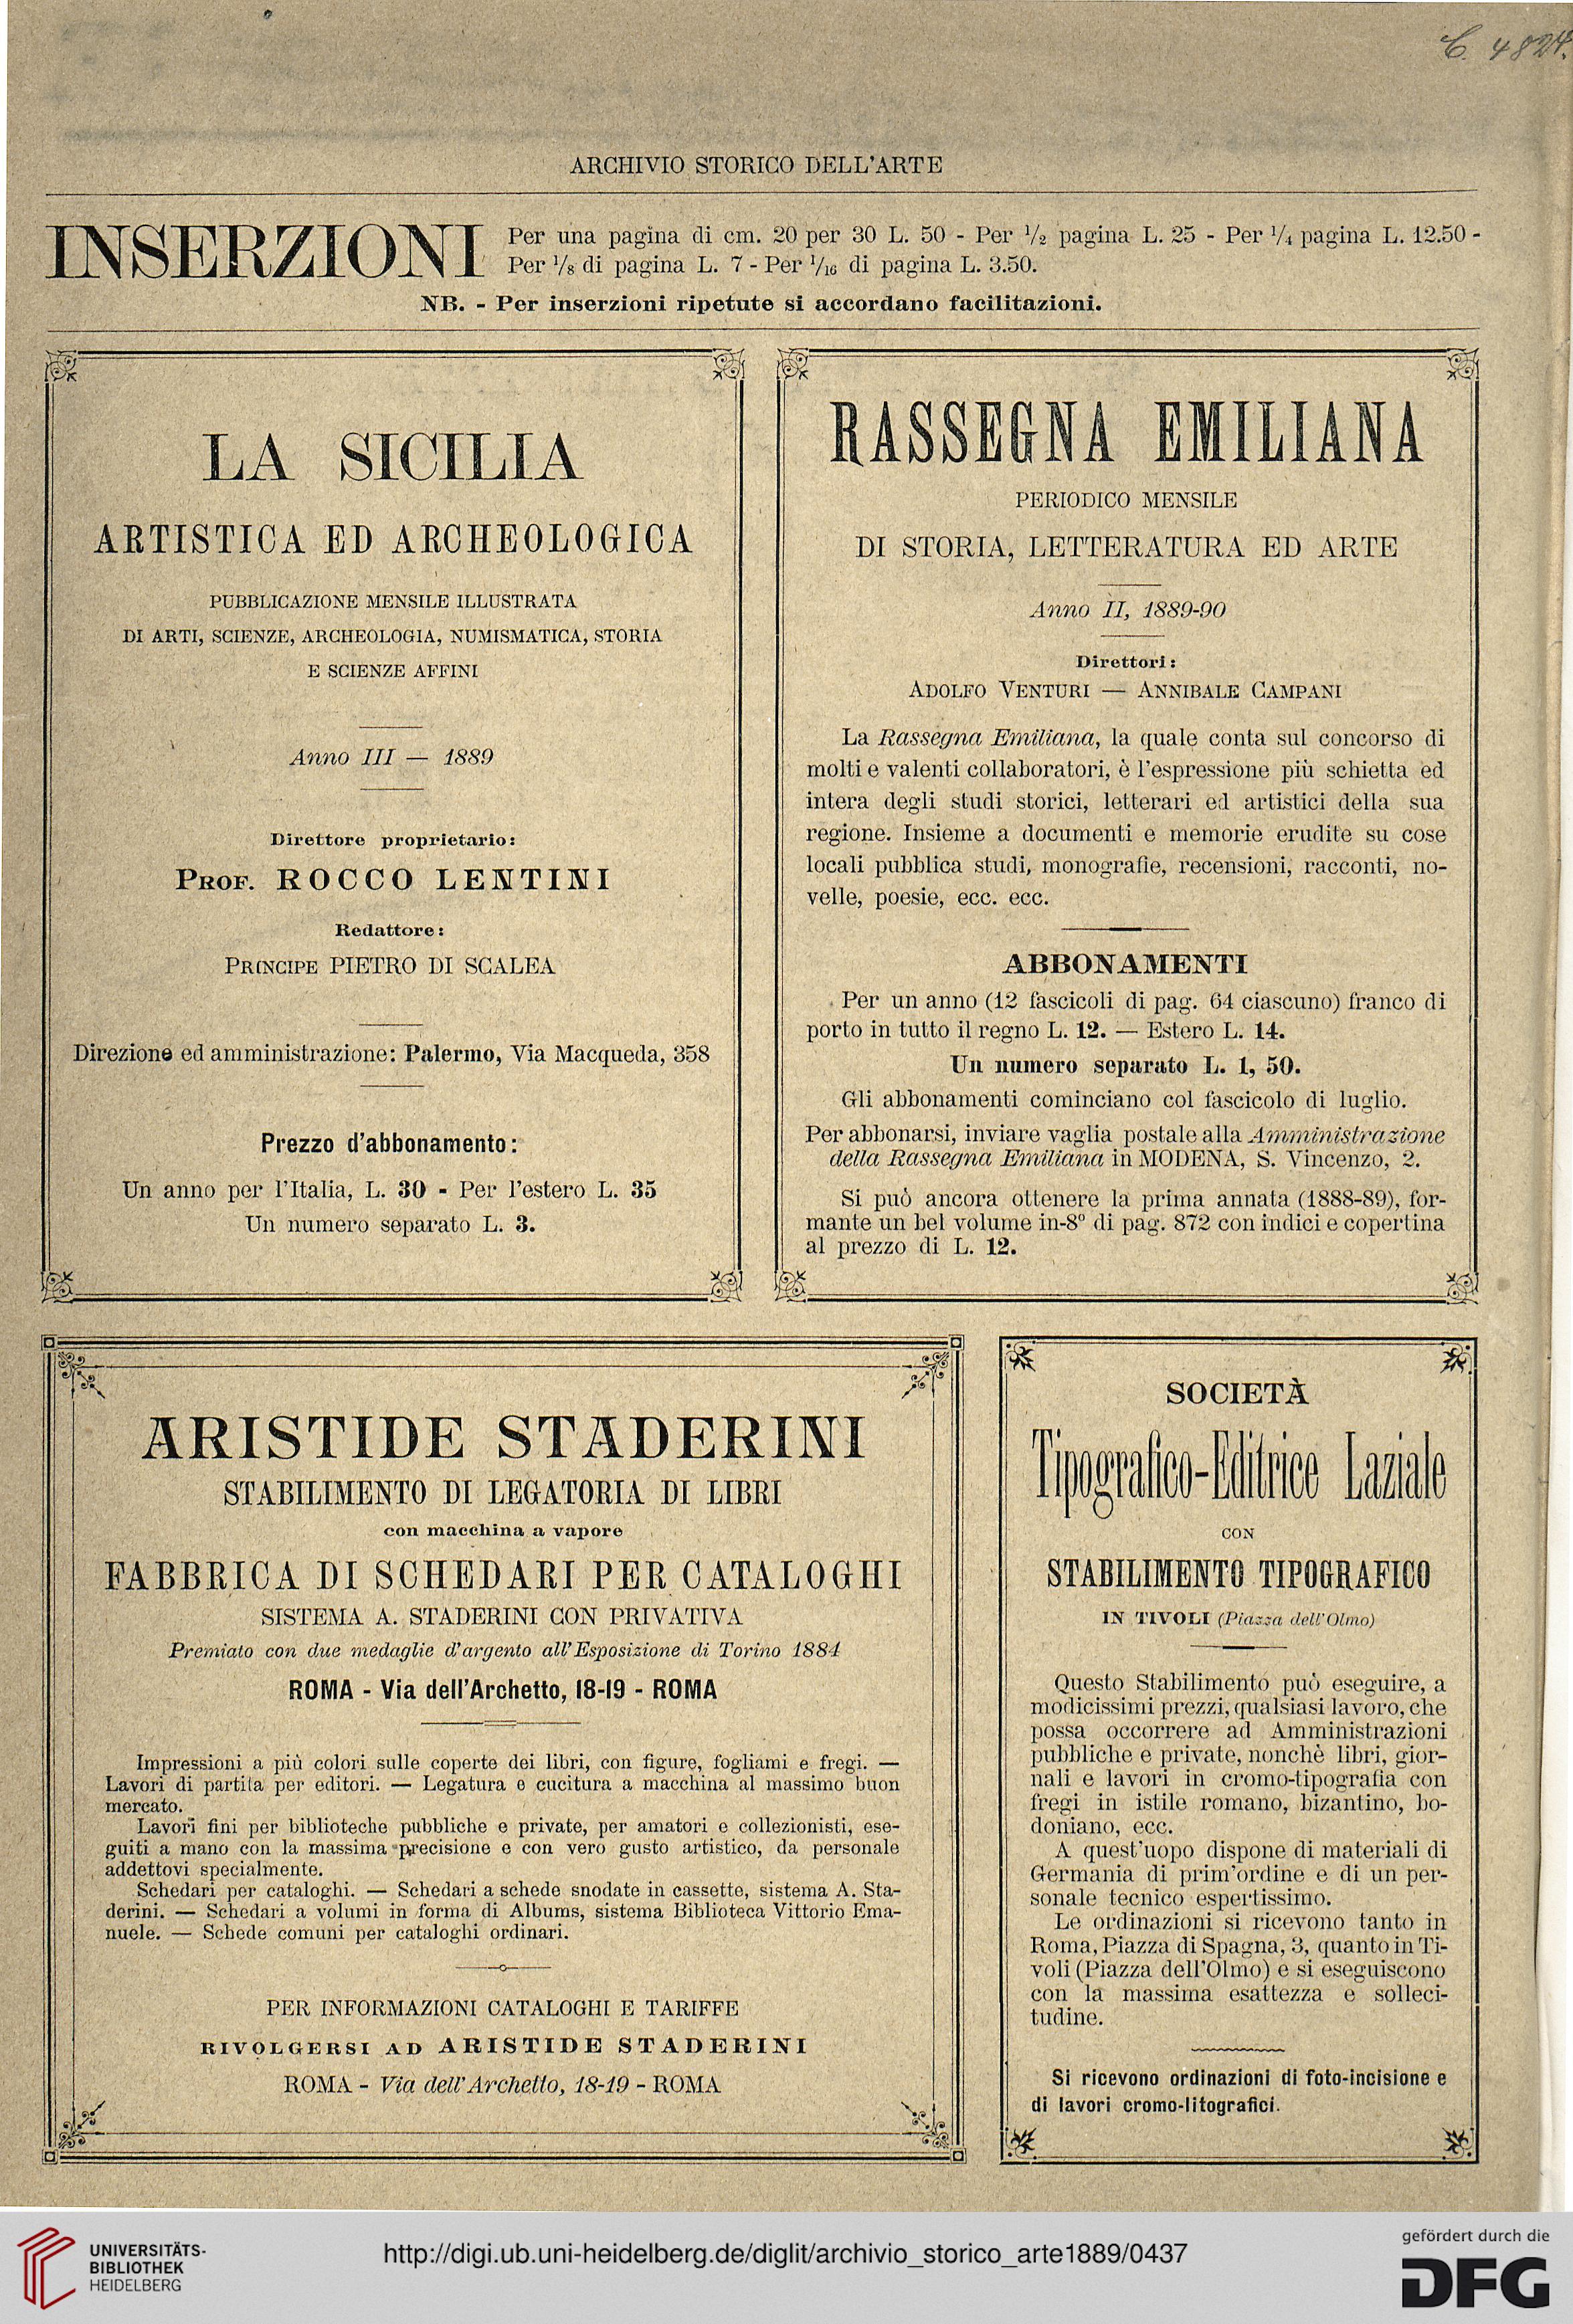 C. 4824.
ARCHIVIO STORICO DELL'ARTE
INSERZIONI
Per una pagina di cm. 20 per 30 L. 50 - Per 1/2 pagina L. 25 - Per 1/4 pagina L. 12.50 -
Per 1/8 di pagina L. 7 - Per 1/16 di pagina L. 3.50.
NB. - Per inserzioni ripetute si accordano facilitazioni.
LA SICILIA
ARTISTICA ED ARCHEOLOGICA
PUBBLICAZIONE MENSILE ILLUSTRATA
DI ARTI, SCIENZE, ARCHEOLOGIA, NUMISMATICA, STORIA
E SCIENZE AFFINI
Anno III — 1889
Direttore proprietario:
PROF. ROCCO LENTINI
Redattore:
PRINCIPE PIETRO DI SCALEA
Direzione ed amministrazione: Palermo, Via Macqueda, 358
Prezzo d'abbonamento:
Un anno per l'Italia, L. 30 - Per l'estero L. 35
Un numero separato L. 3.
RASSEGNA EMILIANA
PERIODICO MENSILE
DI STORIA, LETTERATURA ED ARTE
Anno II, 1889-90
Direttori:
ADOLFO VENTURI — ANNIBALE CAMPANI
La Rassegna Emiliana, la quale conta sul concorso di
molti e valenti collaboratori, è l'espressione più schietta ed
intera degli studi storici, letterari ed artistici della sua
regione. Insieme a documenti e memorie erudite su cose
locali pubblica studi, monografie, recensioni, racconti, no-
velle, poesie, ecc. ecc.
ABBONAMENTI
Per un anno (12 fascicoli di pag. 64 ciascuno) franco di
porto in tutto il regno L. 12. — Estero L. 14.
Un numero separato L. 1, 50.
Gli abbonamenti cominciano col fascicolo di luglio.
Per abbonarsi, inviare vaglia postale alla Amministrazione
della Rassegna Emiliana in MODENA, S. Vincenzo, 2.
Si può ancora ottenere la prima annata (1888-89), for-
mante un bel volume in-8° di pag. 872 con indici e copertina
al prezzo di L. 12.
ARISTIDE STADERINI
STABILIMENTO DI LEGATORIA DI LIBRI
con macchina a vapore
FABBRICA DI SCHEDARI PER CATALOGHI
SISTEMA A. STADERINI CON PRIVATIVA
Premiato con due medaglie d'argento all'Esposizione di Torino 1884
ROMA - Via dell'Archetto, 18-19 - ROMA
Impressioni a più colori sulle coperte dei libri, con figure, fogliami e fregi. —
Lavori di partita per editori. — Legatura e cucitura a macchina al massimo buon
mercato.
Lavori fini per biblioteche pubbliche e private, per amatori e collezionisti, ese-
guiti a mano con la massima precisione e con vero gusto artistico, da personale
addettovi specialmente.
Schedari per cataloghi. — Schedari a schede snodate in cassette, sistema A. Sta-
derini. — Schedari a volumi in forma di Albums, sistema Biblioteca Vittorio Ema-
nuele. — Schede comuni per cataloghi ordinari.
PER INFORMAZIONI CATALOGHI E TARIFFE
RIVOLGERSI AD ARISTIDE STADERINI
ROMA - Via dell'Archetto, 18-19 - ROMA
SOCIETÀ
Tipografico-Editrice Laziale
CON
STABILIMENTO TIPOGRAFICO
IN TIVOLI (Piazza dell'Olmo)
Questo Stabilimento può eseguire, a
modicissimi prezzi, qualsiasi lavoro, che
possa occorrere ad Amministrazioni
pubbliche e private, nonchè libri, gior-
nali e lavori in cromo-tipografia con
fregi in istile romano, bizantino, bo-
doniano, ecc.
A quest'uopo dispone di materiali di
Germania di prim'ordine e di un per-
sonale tecnico espertissimo.
Le ordinazioni si ricevono tanto in
Roma, Piazza di Spagna, 3, quanto in Ti-
voli (Piazza dell'Olmo) e si eseguiscono
con la massima esattezza e solleci-
tudine.
Si ricevono ordinazioni di foto-incisione e
di lavori cromo-litografici.
UNIVERSITÄTS-
BIBLIOTHEK
HEIDELBERG
http://digi.ub.uni-heidelberg.de/diglit/archivio_storico_arte1889/0437
gefördert durch die
DFG